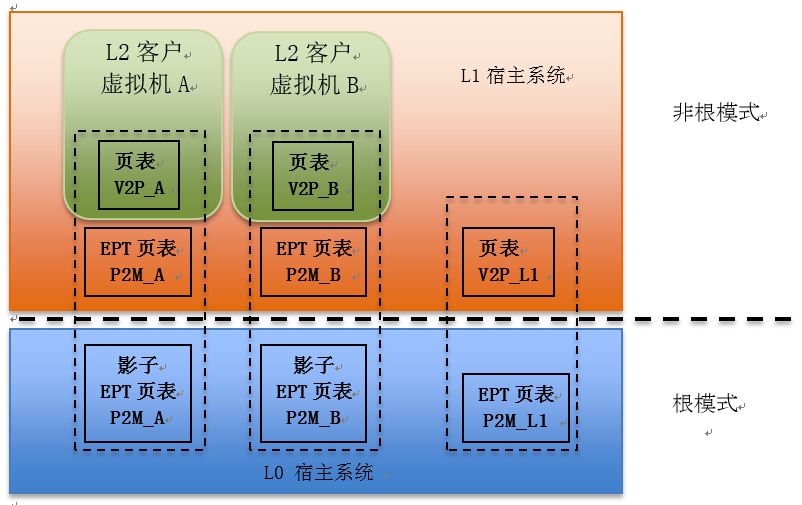 L2 客户
虚拟机 A
L2 客户
虚拟机 B
L1 宿主系统
非根模式
页表
V2P_A
页表
V2P_B
EPT 页表
P2M_A
EPT 页表
P2M_B
页表
V2P_L1
影子
EPT 页表
P2M_A
影子
EPT 页表
P2M_B
EPT 页表
P2M_L1
根模式
L0 宿主系统